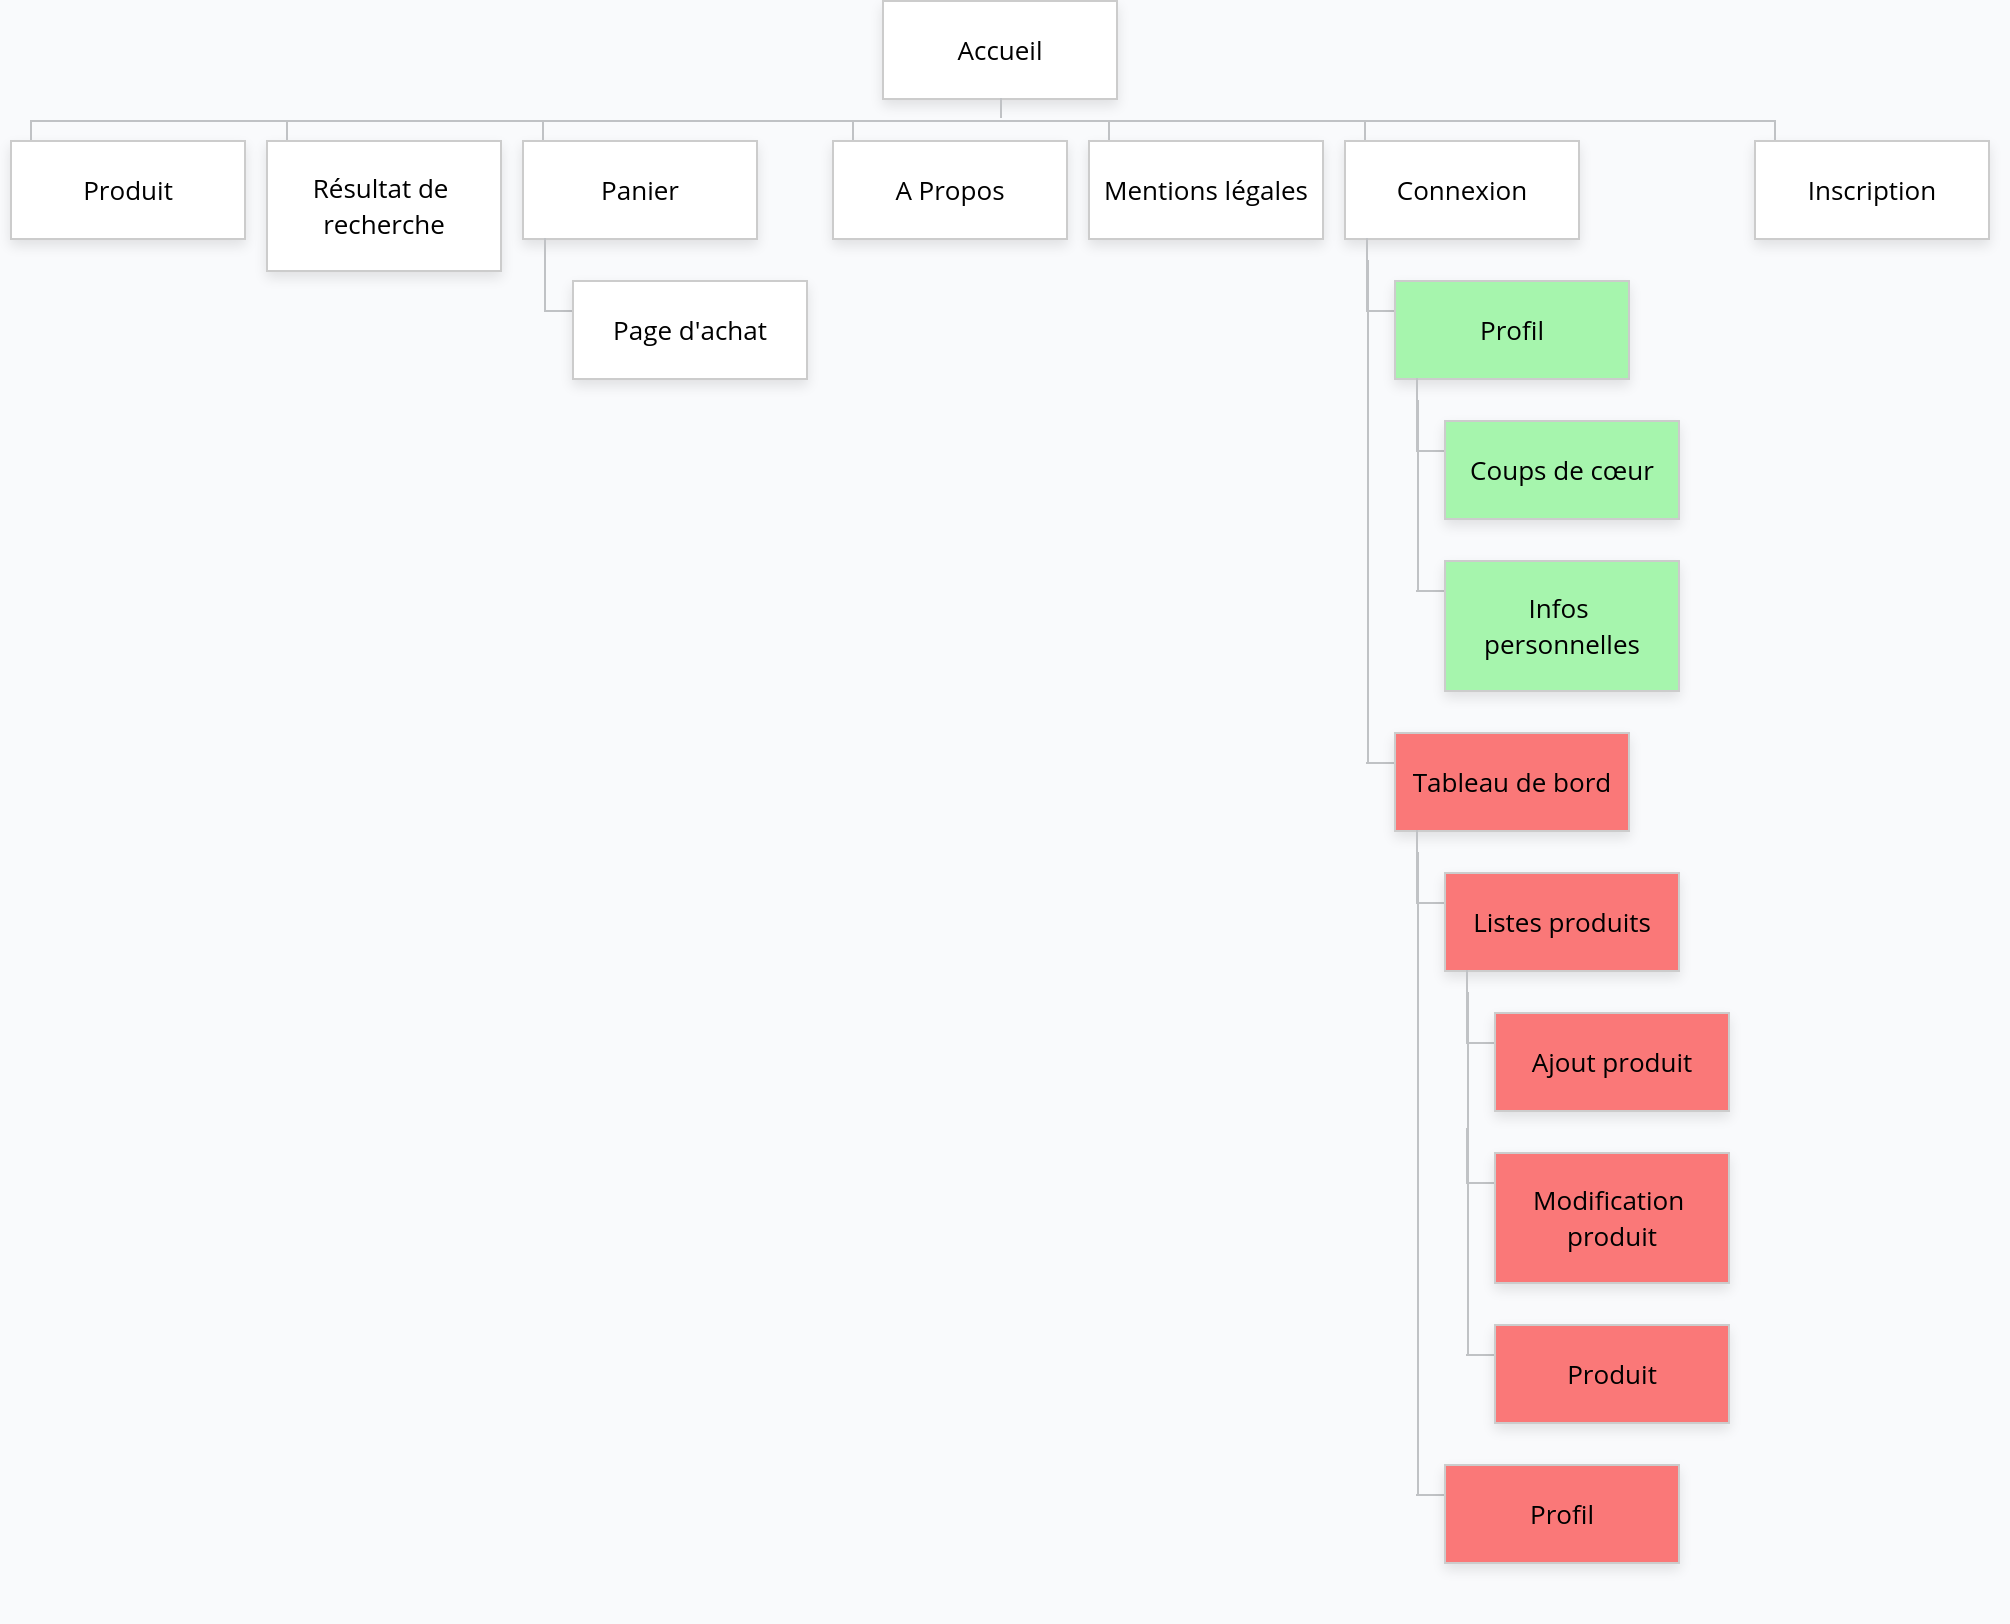 Accueil
Produit
Résultat de
recherche
Panier
A Propos
Mentions légales
Connexion
Inscription
Page d'achat
Profil
Coups de cœur
Infos
personnelles
Tableau de bord
Listes produits
Ajout produit
Modification
produit
Produit
Profil